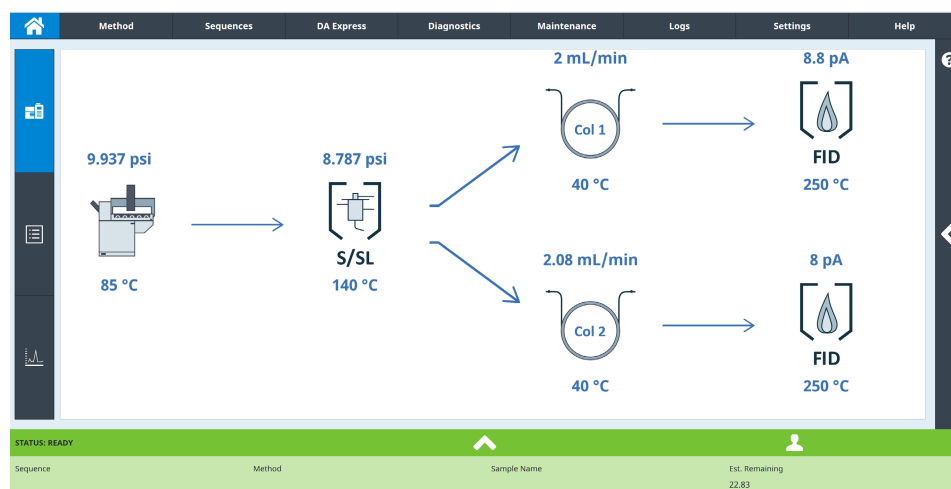 Method Sequences DA Express Diagnostics Maintenance Logs Settings Help
2 mL/min 8.8 pA
Col 1
9.937 psi 8.787 psi
FID
40 °C 250 °C
S/SL
85 °C 140 °C
2.08 mL/min 8 pA
Col 2
FID
40 °C 250 °C
STATUS: READY
Sequence Method Sample Name Est. Remaining
22.83